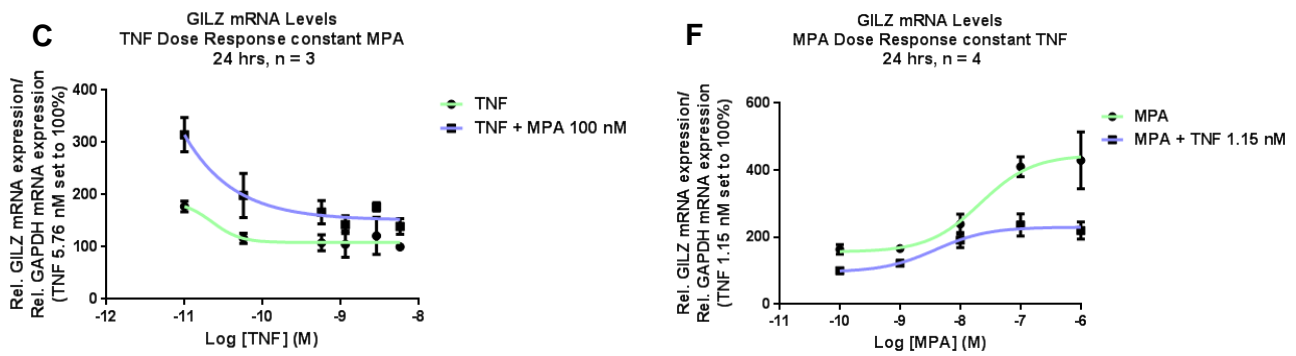 C
GILZ mRNA Levels
TNF Dose Response constant MPA
24 hrs, n = 3
Rel. GILZ mRNA expression/
Rel. GAPDH mRNA expression
(TNF 5.76 nM set to 100%)
400
300
200
100
0
-12
-11
-10
-9
-8
Log [TNF] (M)
TNF
TNF + MPA 100 nM
F
GILZ mRNA Levels
MPA Dose Response constant TNF
24 hrs, n = 4
Rel. GILZ mRNA expression/
Rel. GAPDH mRNA expression
(TNF 1.15 nM set to 100%)
600
400
200
0
-11
-10
-9
-8
-7
-6
Log [MPA] (M)
MPA
MPA + TNF 1.15 nM